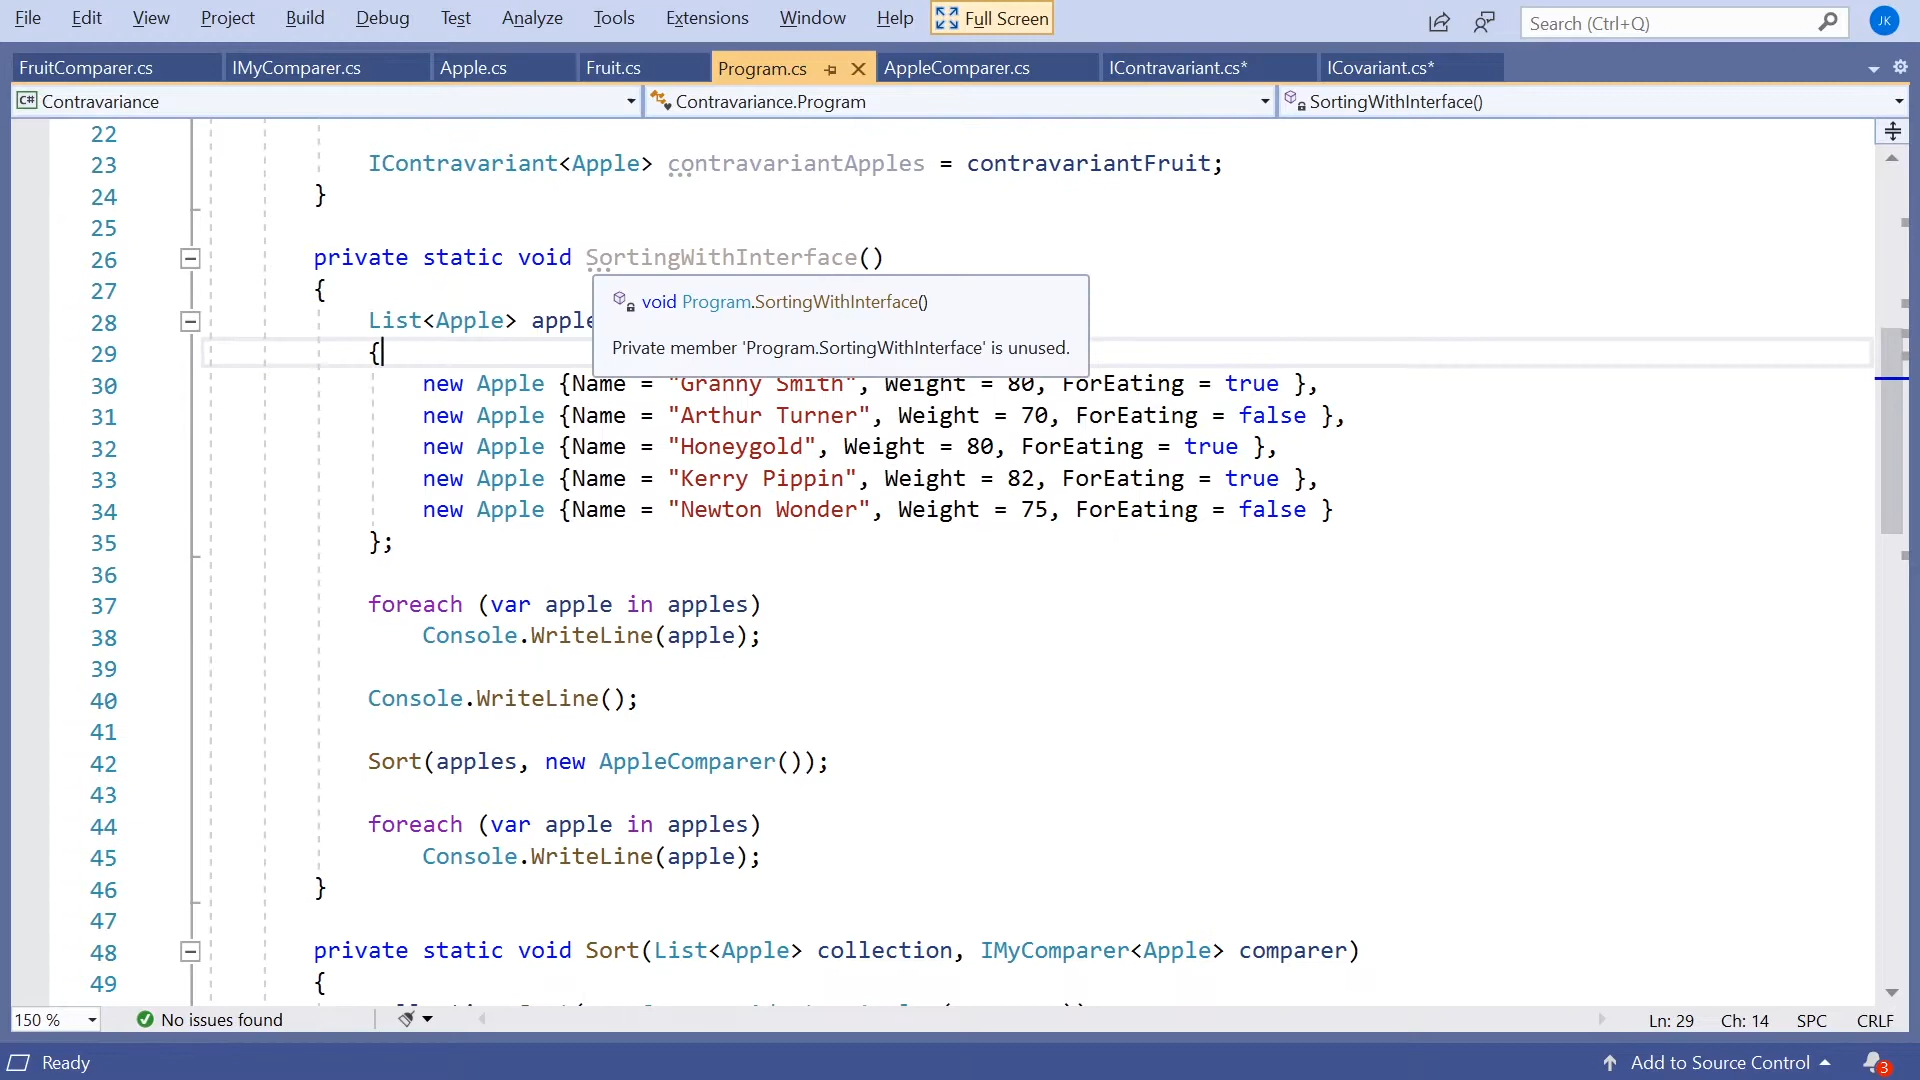 File Edit View Project Build Debug Test Analyze Tools Extensions Window Help Full Screen Search (Ctrl+Q) JK
FruitComparer.cs IMyComparer.cs Apple.cs Fruit.cs Program.cs AppleComparer.cs IContravariant.cs* ICovariant.cs*
C# Contravariance Contravariance.Program SortingWithInterface()
22
23 IContravariant<Apple> contravariantApples = contravariantFruit;
24 }
25
26 private static void SortingWithInterface()
27 {
void Program.SortingWithInterface()
28 List<Apple> apple
Private member 'Program.SortingWithInterface' is unused.
29 {
30 new Apple {Name = "Granny Smith", Weight = 80, ForEating = true },
31 new Apple {Name = "Arthur Turner", Weight = 70, ForEating = false },
32 new Apple {Name = "Honeygold", Weight = 80, ForEating = true },
33 new Apple {Name = "Kerry Pippin", Weight = 82, ForEating = true },
34 new Apple {Name = "Newton Wonder", Weight = 75, ForEating = false }
35 };
36
37 foreach (var apple in apples)
38 Console.WriteLine(apple);
39
40 Console.WriteLine();
41
42 Sort(apples, new AppleComparer());
43
44 foreach (var apple in apples)
45 Console.WriteLine(apple);
46 }
47
48 private static void Sort(List<Apple> collection, IMyComparer<Apple> comparer)
49 {
150 % No issues found Ln: 29 Ch: 14 SPC CRLF
Ready Add to Source Control 3